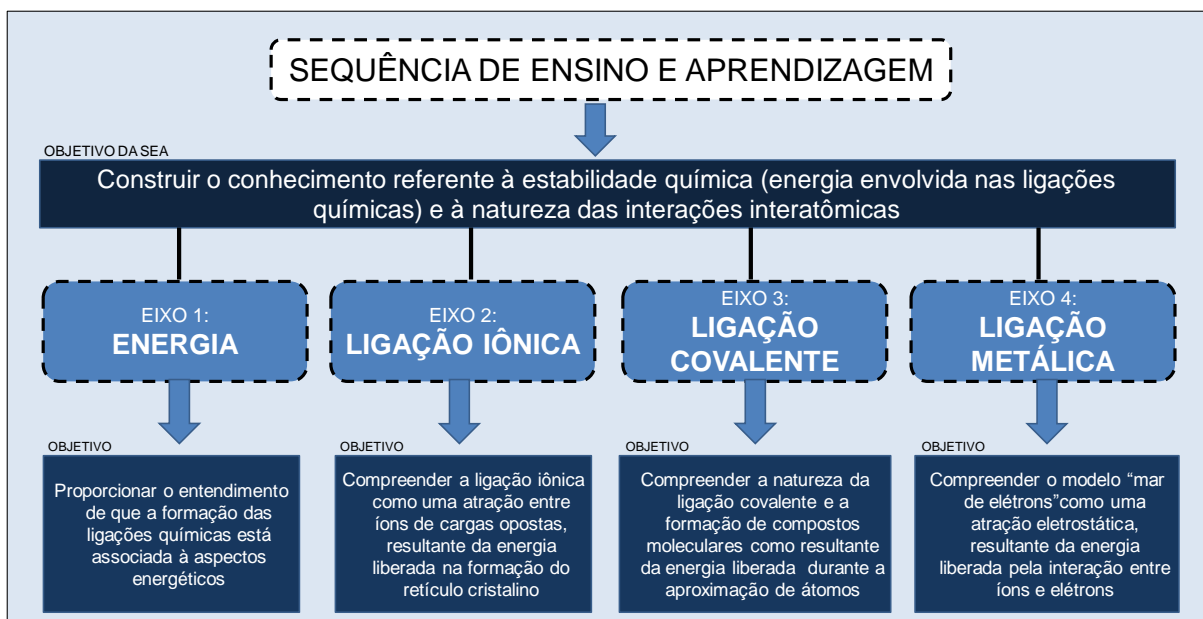 SEQUÊNCIA DE ENSINO E APRENDIZAGEM
OBJETIVO DA SEA
Construir o conhecimento referente à estabilidade química (energia envolvida nas ligações
químicas) e à natureza das interações interatômicas
EIXO 1:
ENERGIA
EIXO 2:
LIGAÇÃO IÔNICA
EIXO 3:
LIGAÇÃO
COVALENTE
EIXO 4:
LIGAÇÃO
METÁLICA
OBJETIVO
Proporcionar o entendimento
de que a formação das
ligações químicas está
associada à aspectos
energéticos
OBJETIVO
Compreender a ligação iônica
como uma atração entre
íons de cargas opostas,
resultante da energia
liberada na formação do
retículo cristalino
OBJETIVO
Compreender a natureza da
ligação covalente e a
formação de compostos
moleculares como resultante
da energia liberada durante a
aproximação de átomos
OBJETIVO
Compreender o modelo “mar
de elétrons”como uma
atração eletrostática,
resultante da energia
liberada pela interação entre
íons e elétrons